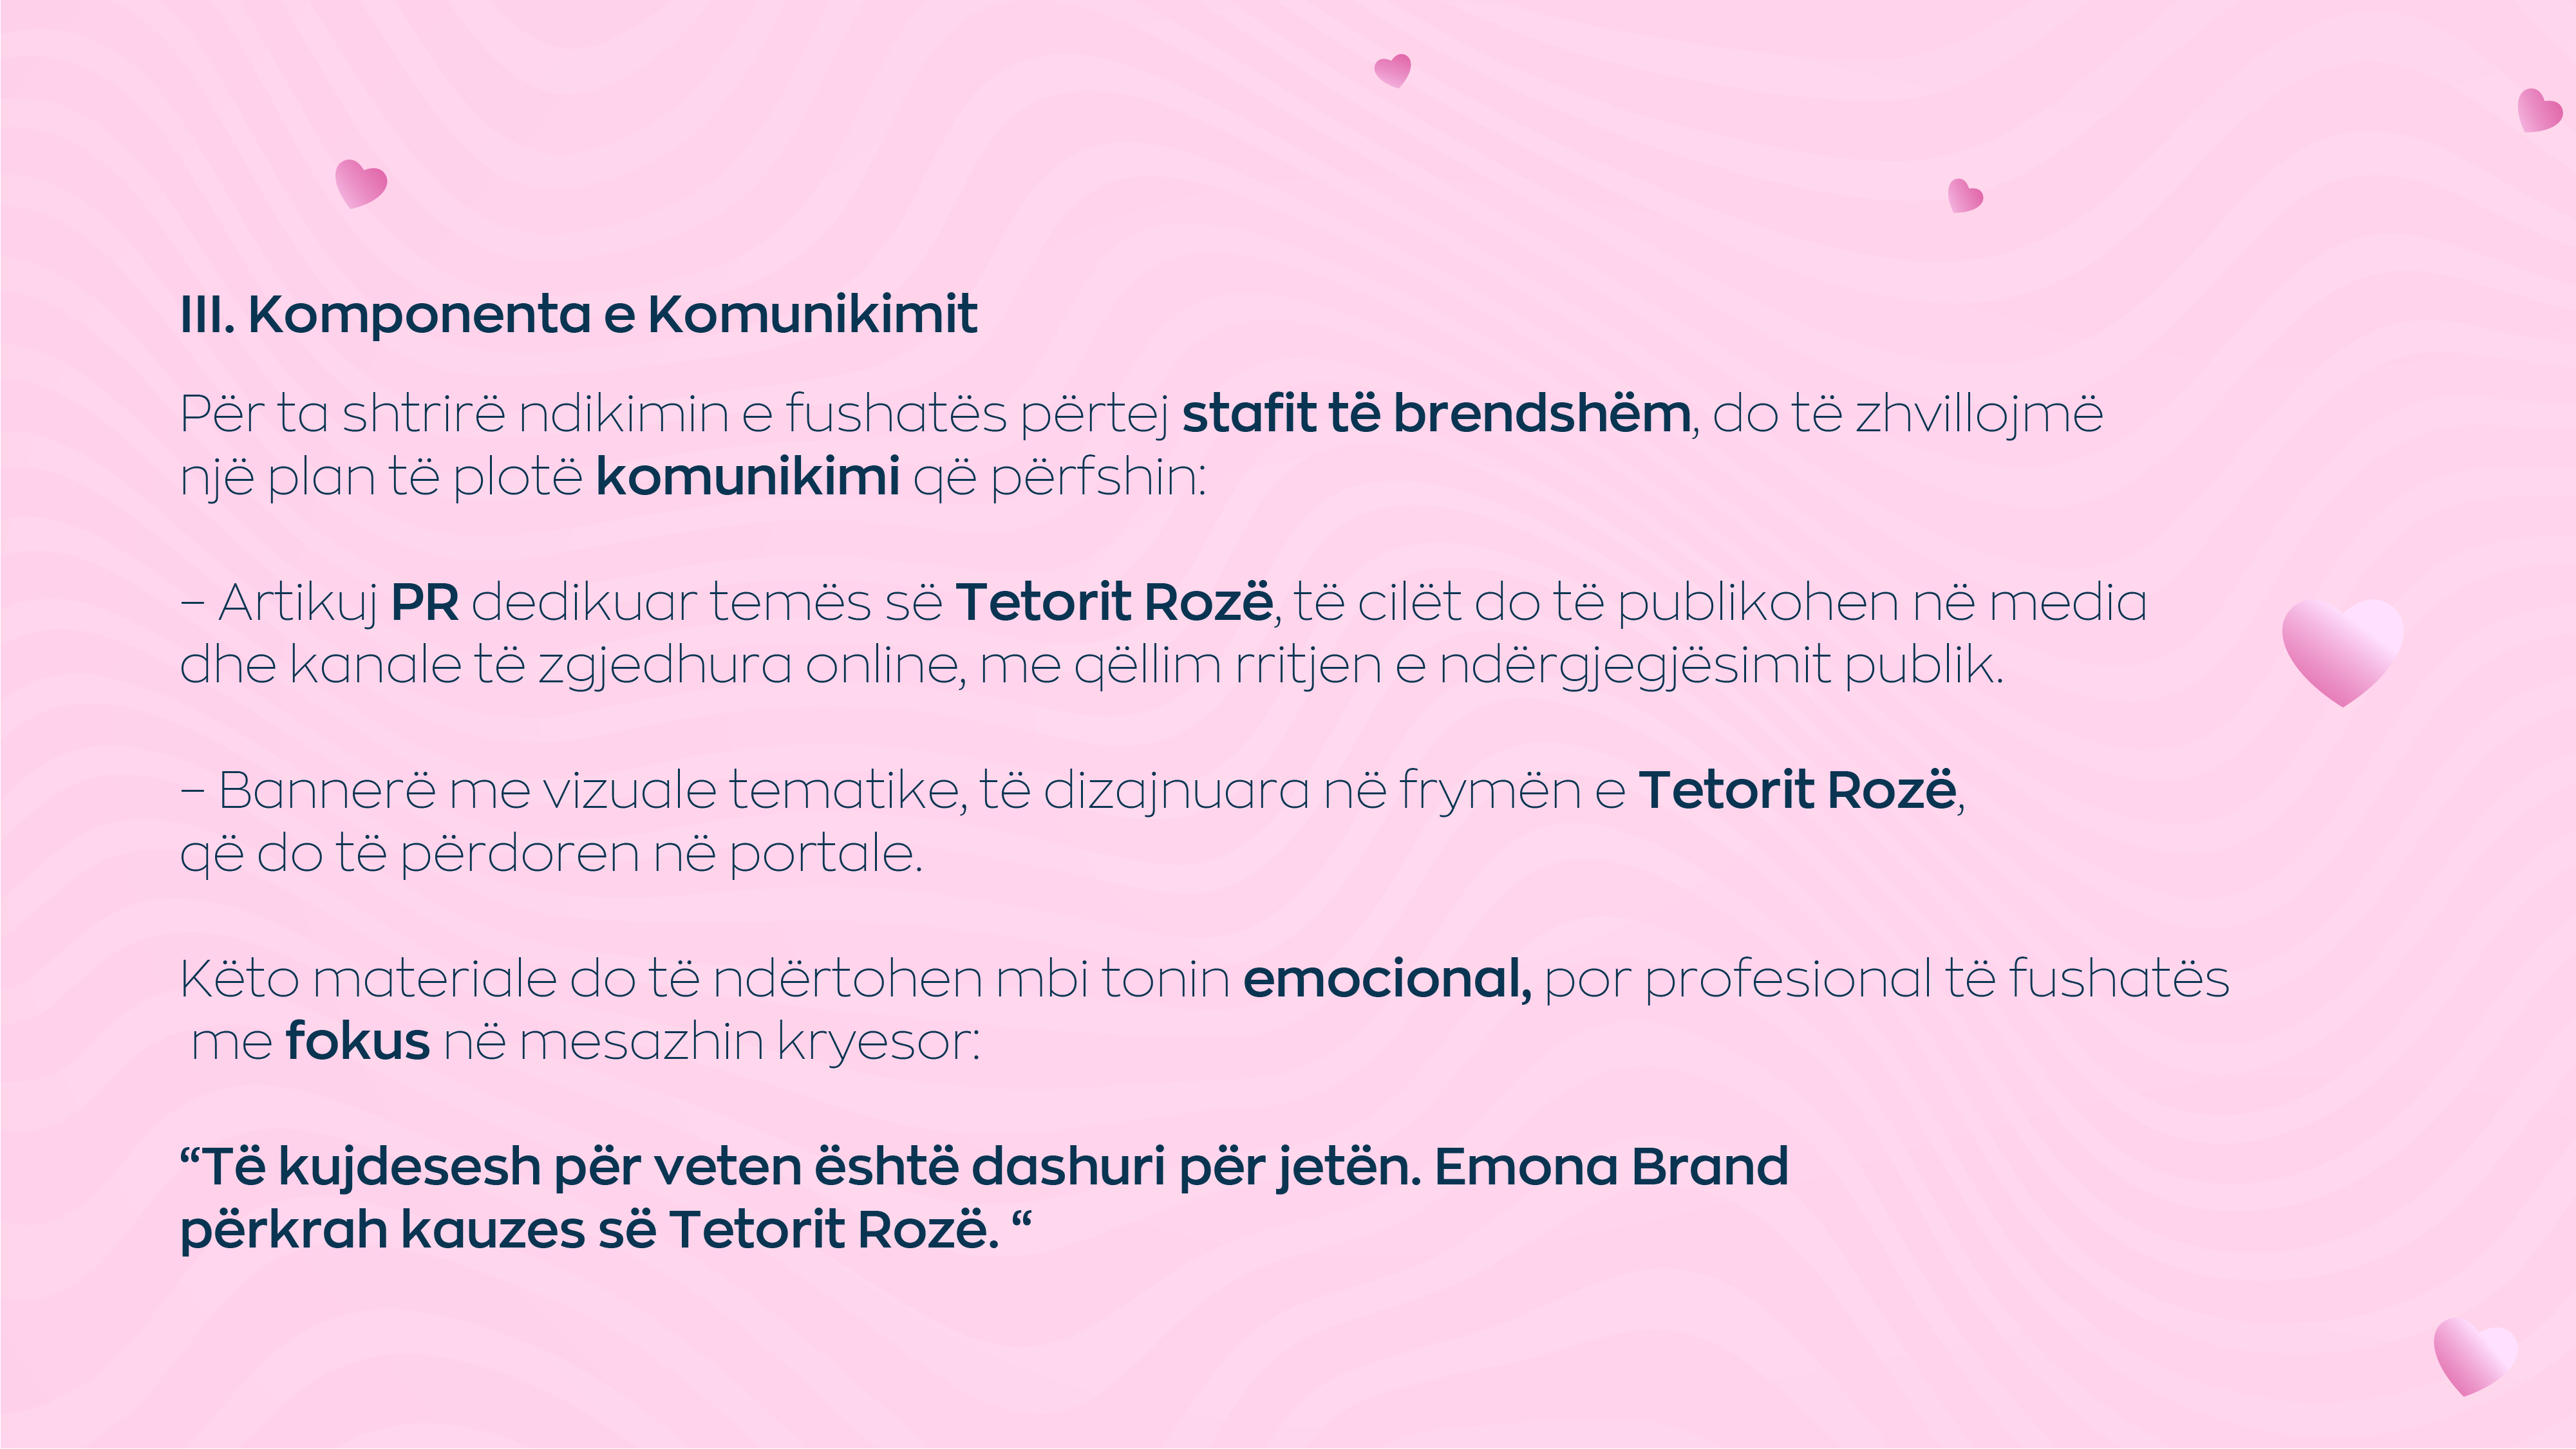 III. Komponenta e Komunikimit
Për ta shtrirë ndikimin e fushatës përtej stafit të brendshëm, do të zhvillojmë
një plan të plotë komunikimi që përfshin:
– Artikuj PR dedikuar temës së Tetorit Rozë, të cilët do të publikohen në media
dhe kanale të zgjedhura online, me qëllim rritjen e ndërgjegjësimit publik.
– Bannerë me vizuale tematike, të dizajnuara në frymën e Tetorit Rozë,
që do të përdoren në portale.
Këto materiale do të ndërtohen mbi tonin emocional, por profesional të fushatës
me fokus në mesazhin kryesor:
“Të kujdesesh për veten është dashuri për jetën. Emona Brand
përkrah kauzes së Tetorit Rozë. “